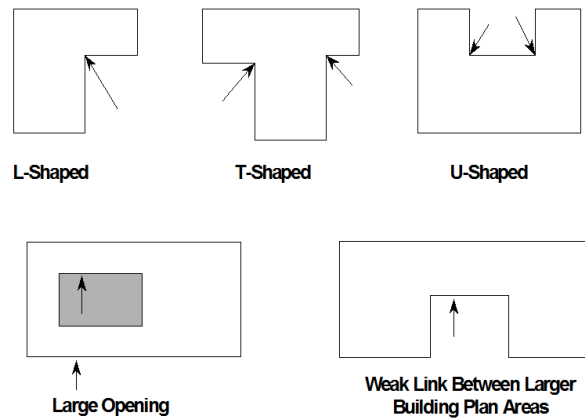 L-Shaped
T-Shaped
U-Shaped
Large Opening
Weak Link Between Larger
Building Plan Areas